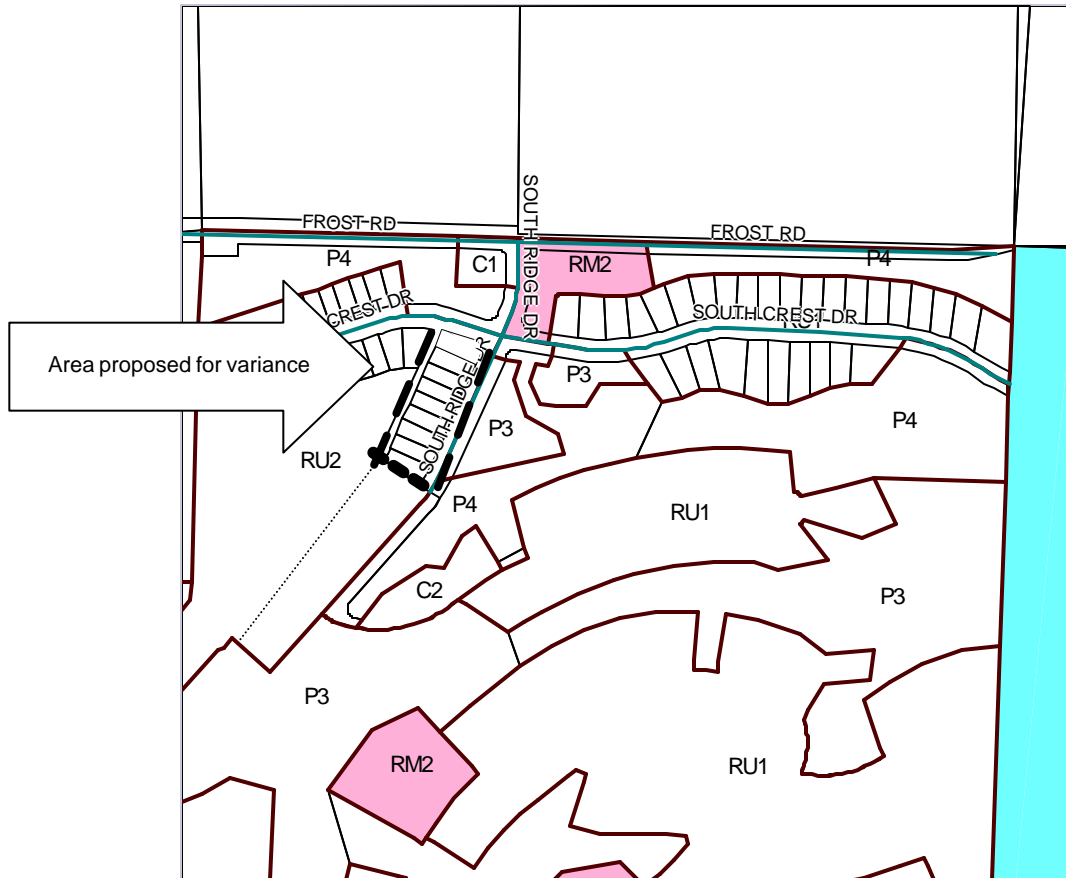 FROST RD
SOUTH RIDGE DR
FROST RD
P4
C1
RM2
P4
CREST DR
SOUTH CREST DR
RU1
Area proposed for variance
SOUTH RIDGE DR
P3
P3
P4
RU2
P4
RU1
C2
P3
P3
RM2
RU1